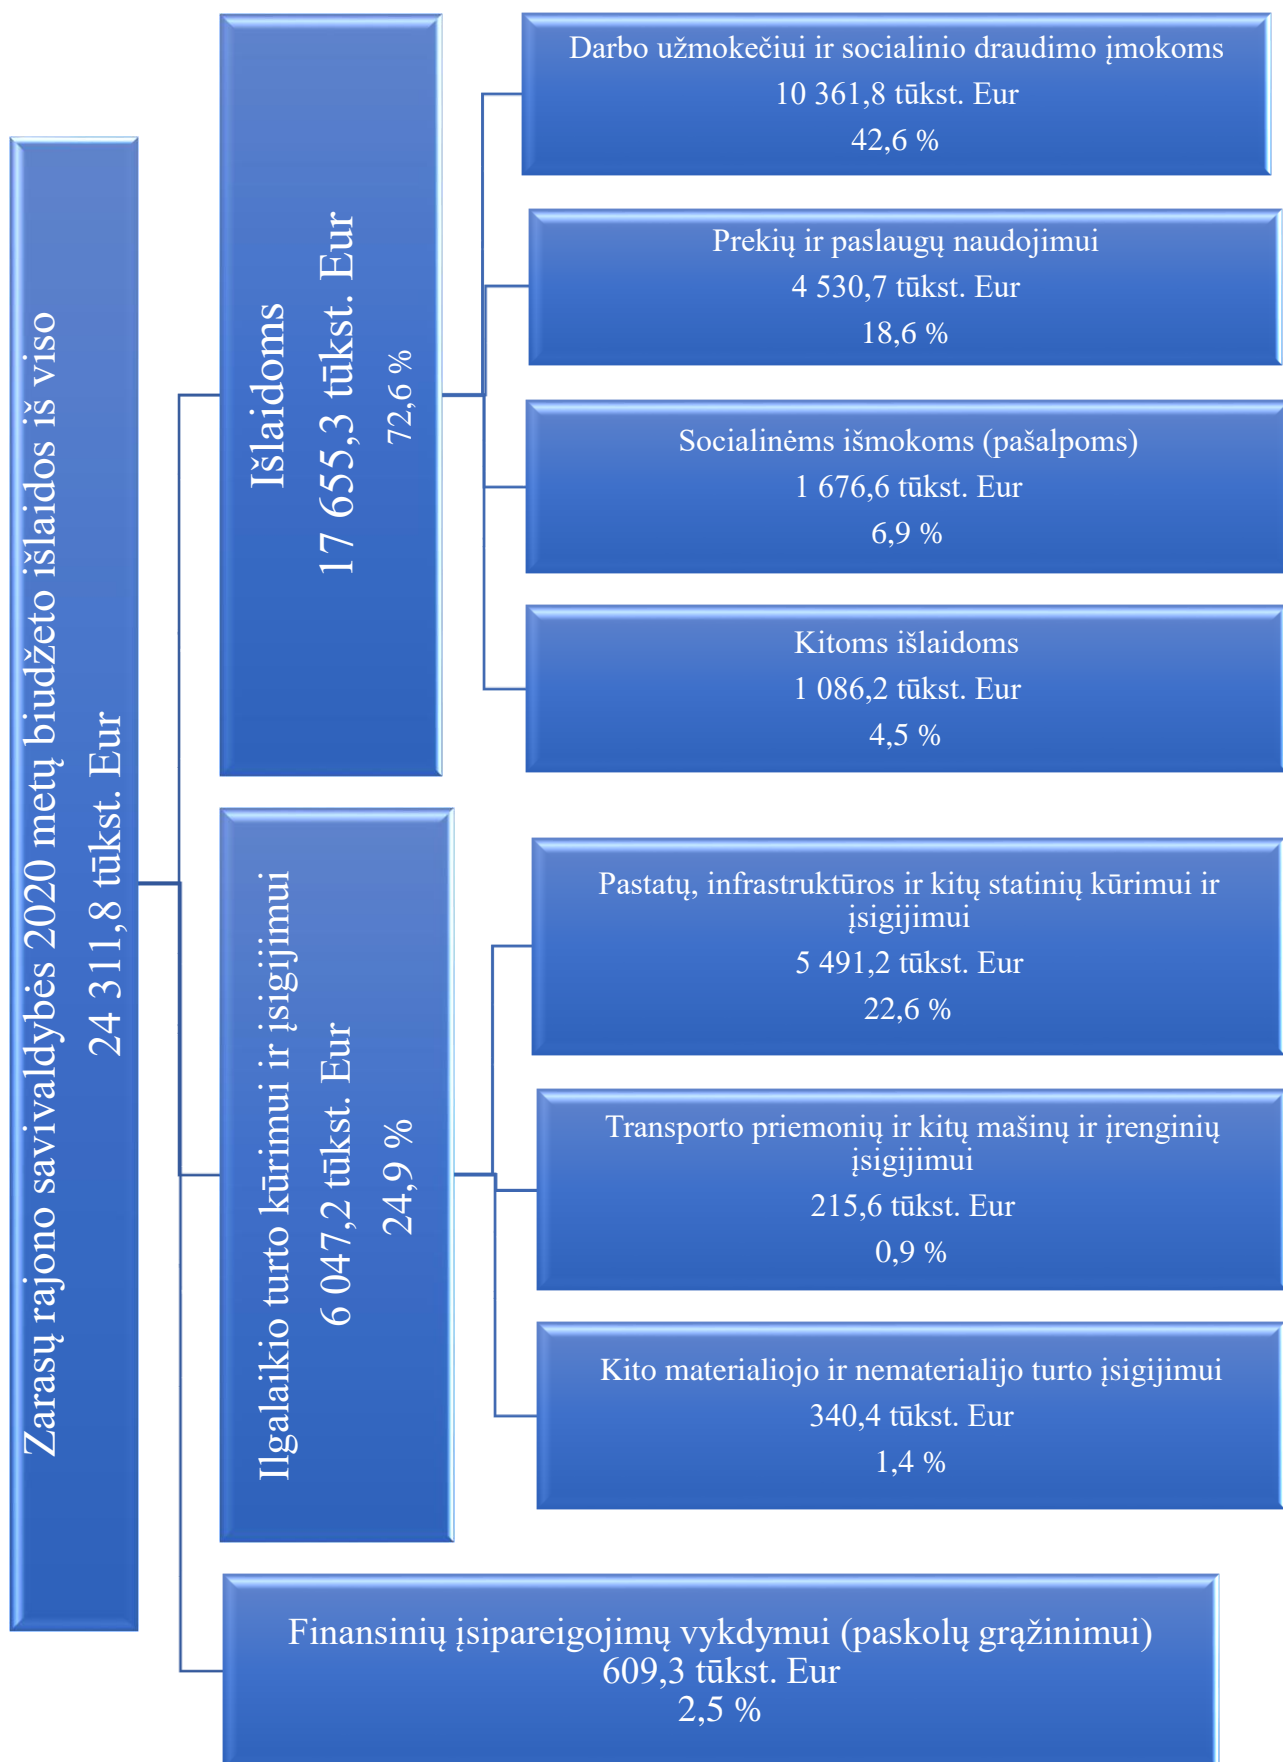 Zarasų rajono savivaldybės 2020 metų biudžeto išlaidos iš viso
24 311,8 tūkst. Eur
Išlaidoms
17 655,3 tūkst. Eur
72,6 %
Darbo užmokečiui ir socialinio draudimo įmokoms
10 361,8 tūkst. Eur
42,6 %
Prekių ir paslaugų naudojimui
4 530,7 tūkst. Eur
18,6 %
Socialinėms išmokoms (pašalpoms)
1 676,6 tūkst. Eur
6,9 %
Kitoms išlaidoms
1 086,2 tūkst. Eur
4,5 %
Ilgalaikio turto kūrimui ir įsigijimui
6 047,2 tūkst. Eur
24,9 %
Pastatų, infrastruktūros ir kitų statinių kūrimui ir
įsigijimui
5 491,2 tūkst. Eur
22,6 %
Transporto priemonių ir kitų mašinų ir įrenginių
įsigijimui
215,6 tūkst. Eur
0,9 %
Kito materialiojo ir nematerialijo turto įsigijimui
340,4 tūkst. Eur
1,4 %
Finansinių įsipareigojimų vykdymui (paskolų grąžinimui)
609,3 tūkst. Eur
2,5 %